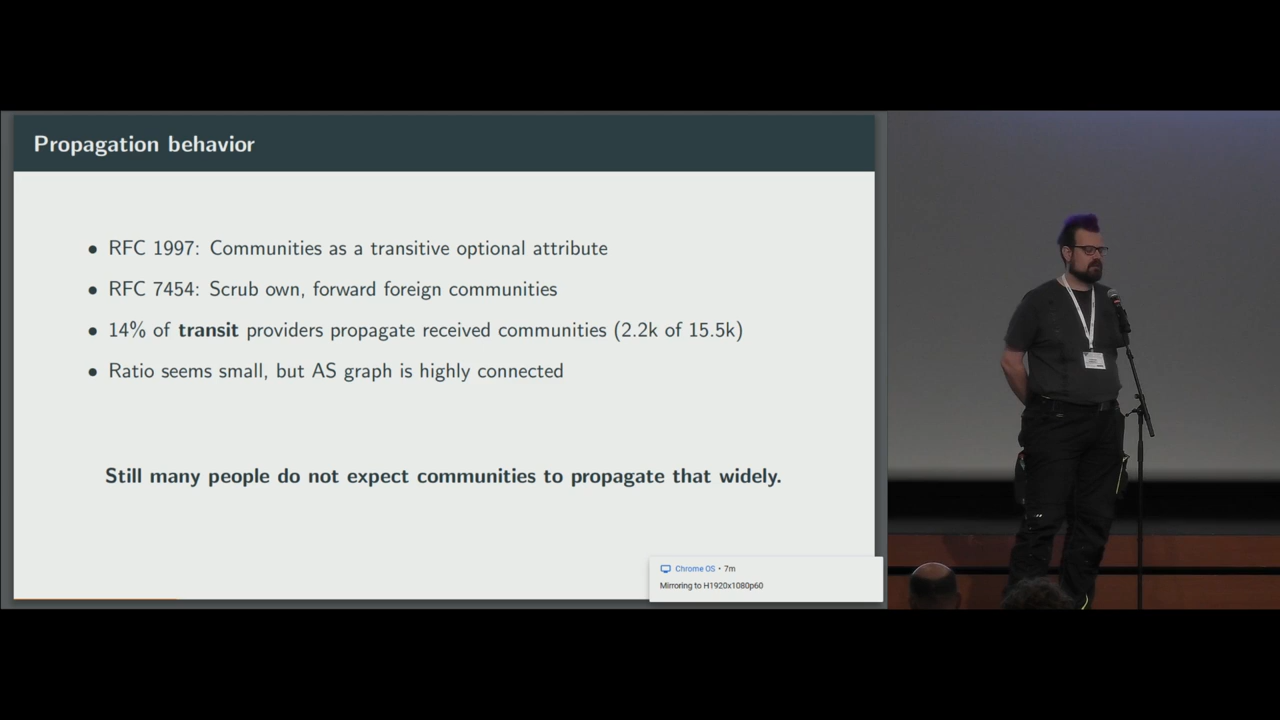 Propagation behavior
• RFC 1997: Communities as a transitive optional attribute
• RFC 7454: Scrub own, forward foreign communities
• 14% of transit providers propagate received communities (2.2k of 15.5k)
• Ratio seems small, but AS graph is highly connected
Still many people do not expect communities to propagate that widely.
Chrome OS • 7m
Mirroring to H1920x1080p60